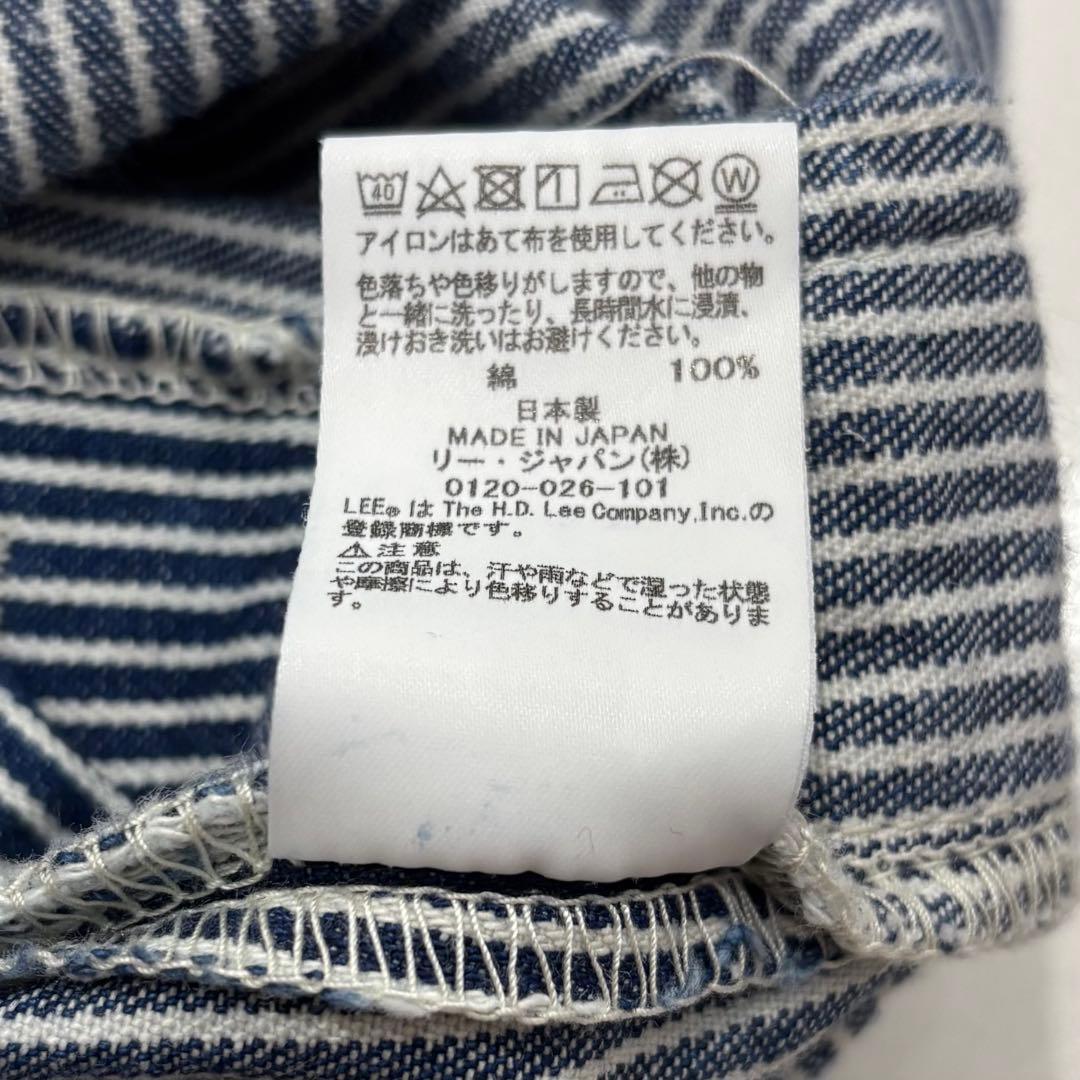 40 W
アイロンはあて布を使用してください。
色落ちや色移りがしますので、他の物
と一緒に洗ったり、長時間水に浸漬、
浸けおき洗いはお避けください。
綿 100%
日本製
MADE IN JAPAN
リー・ジャパン(株)
0120-026-101
LEE®は The H.D. Lee Company,Inc.の
登録商標です。
⚠注意
この商品は、汗や雨などで湿った状態
や摩擦により色移りすることがありま
す。